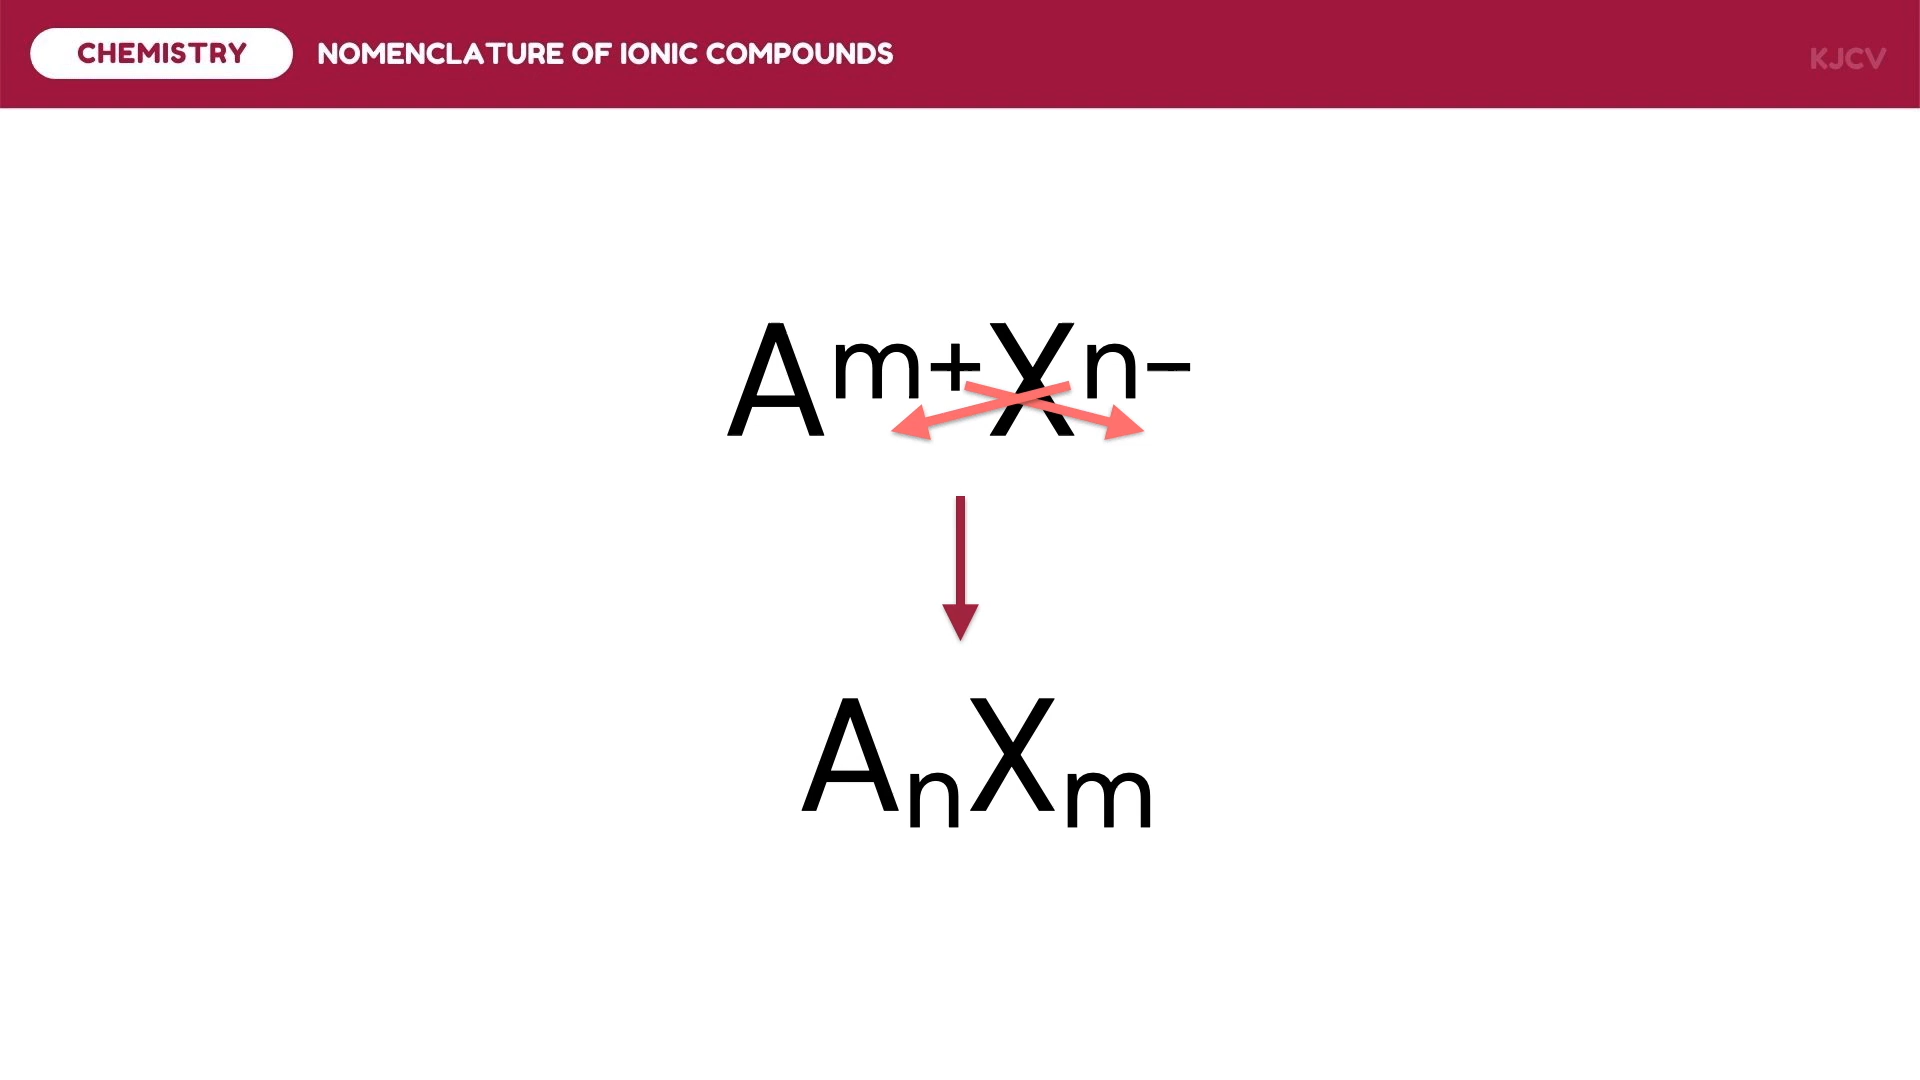 CHEMISTRY NOMENCLATURE OF IONIC COMPOUNDS KJCV
Aᵐ⁺Xⁿ⁻
AₙXₘ